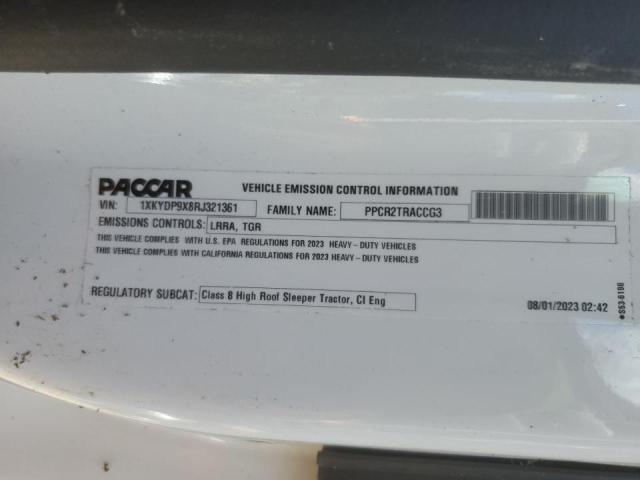 PACCAR VEHICLE EMISSION CONTROL INFORMATION
VIN: 1XKYDP9X8RJ321361 FAMILY NAME: PPCR2TRACCG3
EMISSIONS CONTROLS: LRRA, TGR
THIS VEHICLE COMPLIES WITH U.S. EPA REGULATIONS FOR 2023 HEAVY-DUTY VEHICLES
THIS VEHICLE COMPLIES WITH CALIFORNIA REGULATIONS FOR 2023 HEAVY-DUTY VEHICLES
REGULATORY SUBCAT: Class 8 High Roof Sleeper Tractor, CI Eng
08/01/2023 02:42
S53-6198